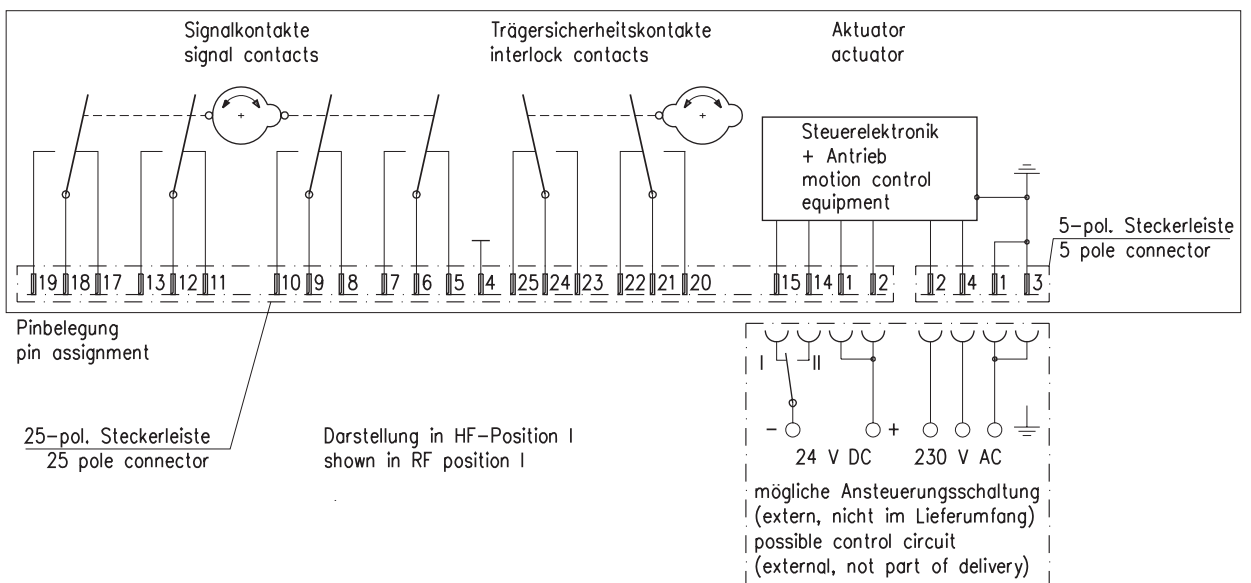 Signalkontakte
signal contacts
Trägersicherheitskontakte
interlock contacts
Aktuator
actuator
Steuerelektronik
+ Antrieb
motion control
equipment
5-pol. Steckerleiste
5 pole connector
19 18 17 13 12 11 10 9 8 7 6 5 4 25 24 23 22 21 20 15 14 1 2 2 4 1 3
Pinbelegung
pin assignment
I II
25-pol. Steckerleiste
25 pole connector
Darstellung in HF-Position I
shown in RF position I
- +
24 V DC 230 V AC
mögliche Ansteuerungsschaltung
(extern, nicht im Lieferumfang)
possible control circuit
(external, not part of delivery)